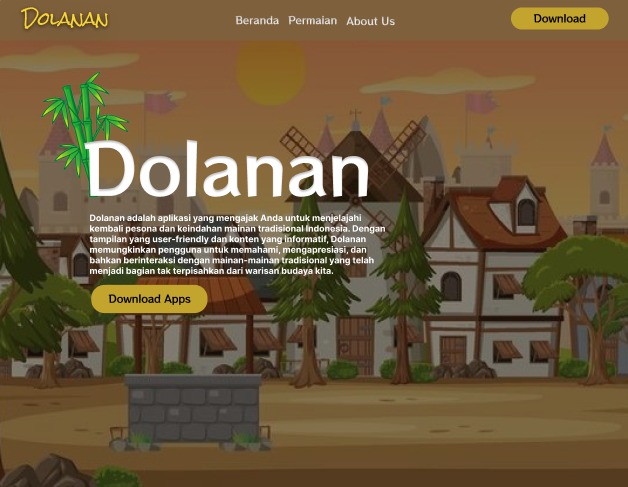 Dolanan
Beranda Permaian About Us
Download
Dolanan
Dolanan adalah aplikasi yang mengajak Anda untuk menjelajahi
kembali pesona dan keindahan mainan tradisional Indonesia. Dengan
tampilan yang user-friendly dan konten yang informatif, Dolanan
memungkinkan pengguna untuk memahami, mengapresiasi, dan
bahkan berinteraksi dengan mainan-mainan tradisional yang telah
menjadi bagian tak terpisahkan dari warisan budaya kita.
Download Apps